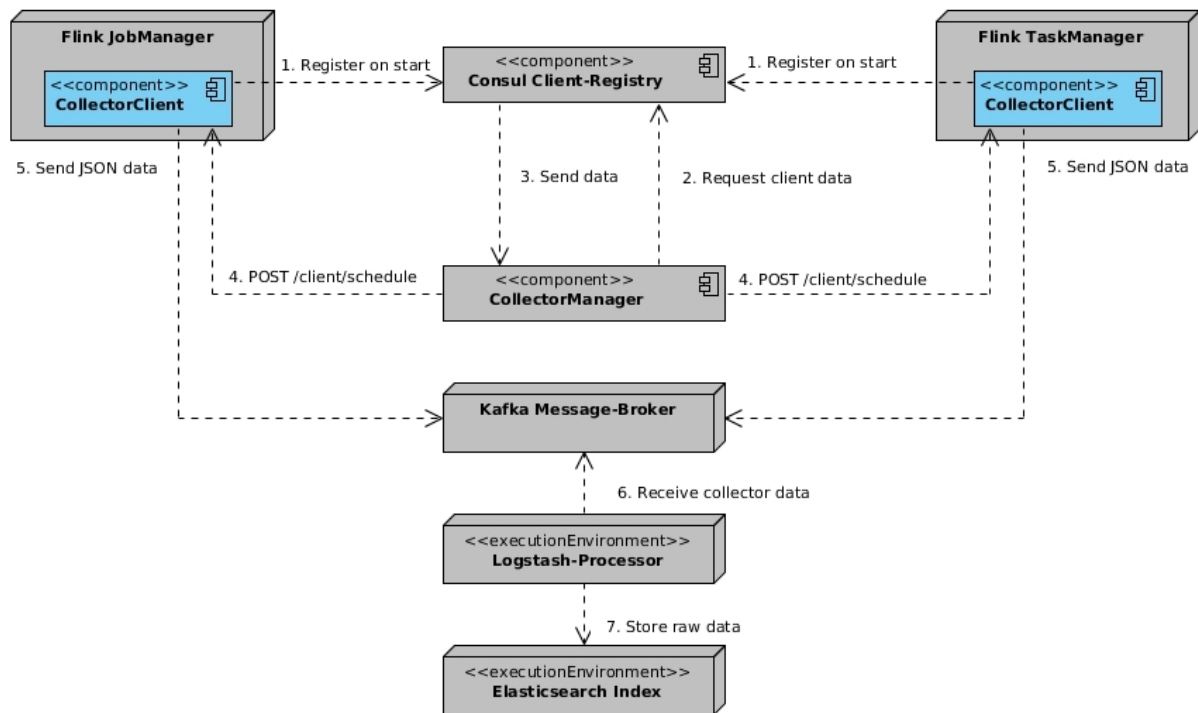 Flink JobManager
<<component>>
CollectorClient
1. Register on start
<<component>>
Consul Client-Registry
1. Register on start
Flink TaskManager
<<component>>
CollectorClient
5. Send JSON data
3. Send data
2. Request client data
5. Send JSON data
4. POST /client/schedule
<<component>>
CollectorManager
4. POST /client/schedule
Kafka Message-Broker
6. Receive collector data
<<executionEnvironment>>
Logstash-Processor
7. Store raw data
<<executionEnvironment>>
Elasticsearch Index